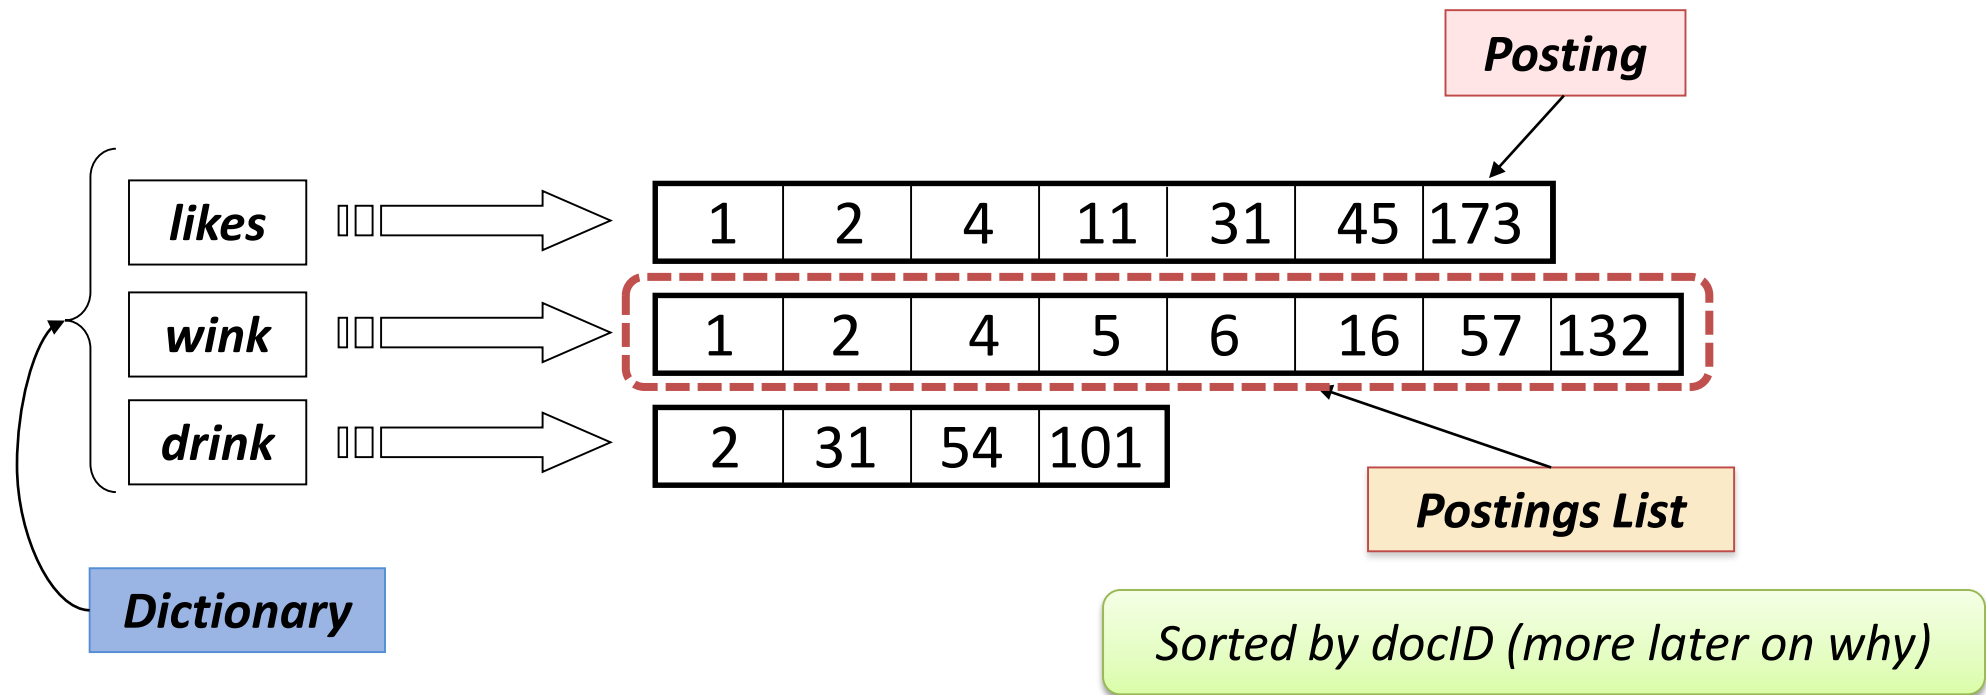 Posting
likes 1 2 4 11 31 45 173
wink 1 2 4 5 6 16 57 132
drink 2 31 54 101
Postings List
Dictionary
Sorted by docID (more later on why)